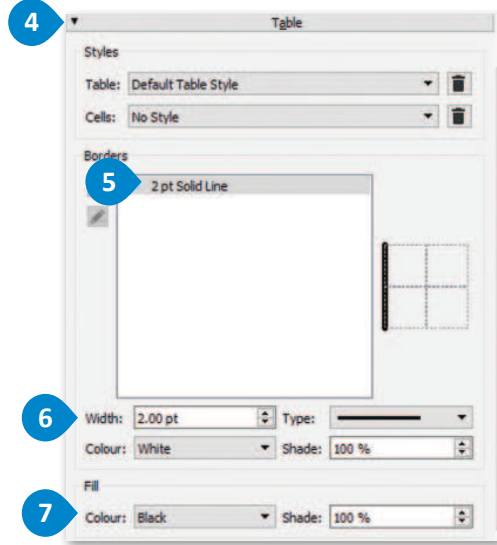 4 Table
Styles
Table: Default Table Style
Cells: No Style
Borders
5 2 pt Solid Line
6 Width: 2.00 pt Type:
Colour: White Shade: 100 %
Fill
7 Colour: Black Shade: 100 %